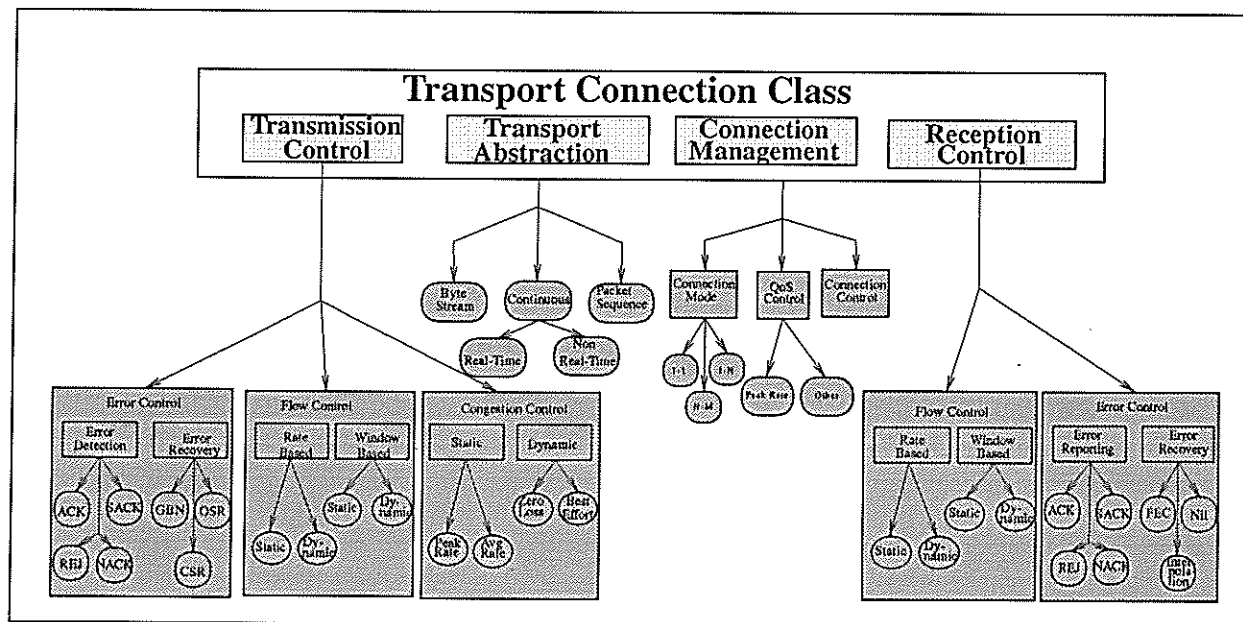 Transport Connection Class
Transmission
Control
Transport
Abstraction
Connection
Management
Reception
Control
Byte
Stream
Continuous
Packet
Sequence
Real-Time
Non
Real-Time
Connection
Mode
QoS
Control
Connection
Control
1-1
1-N
N-M
Peak Rate
Other
Error Control
Error
Detection
Error
Recovery
ACK
SACK
GBN
OSR
REJ
NACK
CSR
Flow Control
Rate
Based
Window
Based
Static
Dy-
namic
Static
Dy-
namic
Congestion Control
Static
Dynamic
Zero
Loss
Best
Effort
Peak
Rate
Avg
Rate
Flow Control
Rate
Based
Window
Based
Static
Dy-
namic
Static
Dy-
namic
Error Control
Error
Reporting
Error
Recovery
ACK
SACK
FEC
Nil
REJ
NACK
Inter
pola
tion